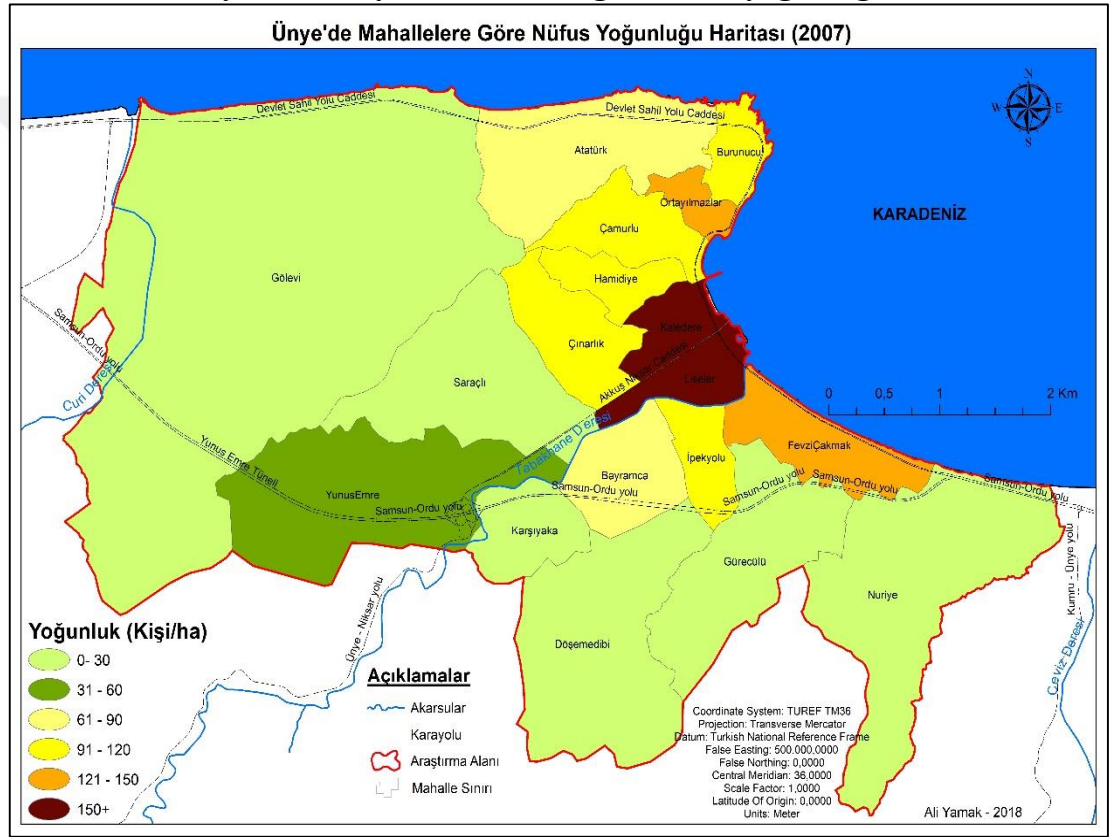 Ünye'de Mahallelere Göre Nüfus Yoğunluğu Haritası (2007)
Devlet Sahil Yolu Caddesi
Devlet Sahil Yolu Caddesi
N
W E
S
Atatürk
Burunucu
Ortayılmazlar
KARADENİZ
Çamurlu
Gölevi
Hamidiye
Samsun-Ordu yolu
Kaledere
Çınarlık
Akkuş Niksar Caddesi
Curi Deresi
Saraçlı
Liseler
0 0,5 1 2 Km
Tabakhane Deresi
FevziÇakmak
İpekyolu
Yunus Emre Tüneli
Bayramca
Samsun-Ordu yolu
Samsun-Ordu yolu
YunusEmre
Samsun-Ordu yolu
Samsun-Ordu yolu
Samsun-Ordu yolu
Karşıyaka
Gürecülü
Kumru - Ünye yolu
Nuriye
Ünye - Niksar yolu
Döşemedibi
Ceviz Deresi
Yoğunluk (Kişi/ha)
0- 30
31 - 60
61 - 90
91 - 120
121 - 150
150+
Açıklamalar
Akarsular
Karayolu
Araştırma Alanı
Mahalle Sınırı
Coordinate System: TUREF TM36
Projection: Transverse Mercator
Datum: Turkish National Reference Frame
False Easting: 500.000,0000
False Northing: 0,0000
Central Meridian: 36,0000
Scale Factor: 1,0000
Latitude Of Origin: 0,0000
Units: Meter
Ali Yamak - 2018